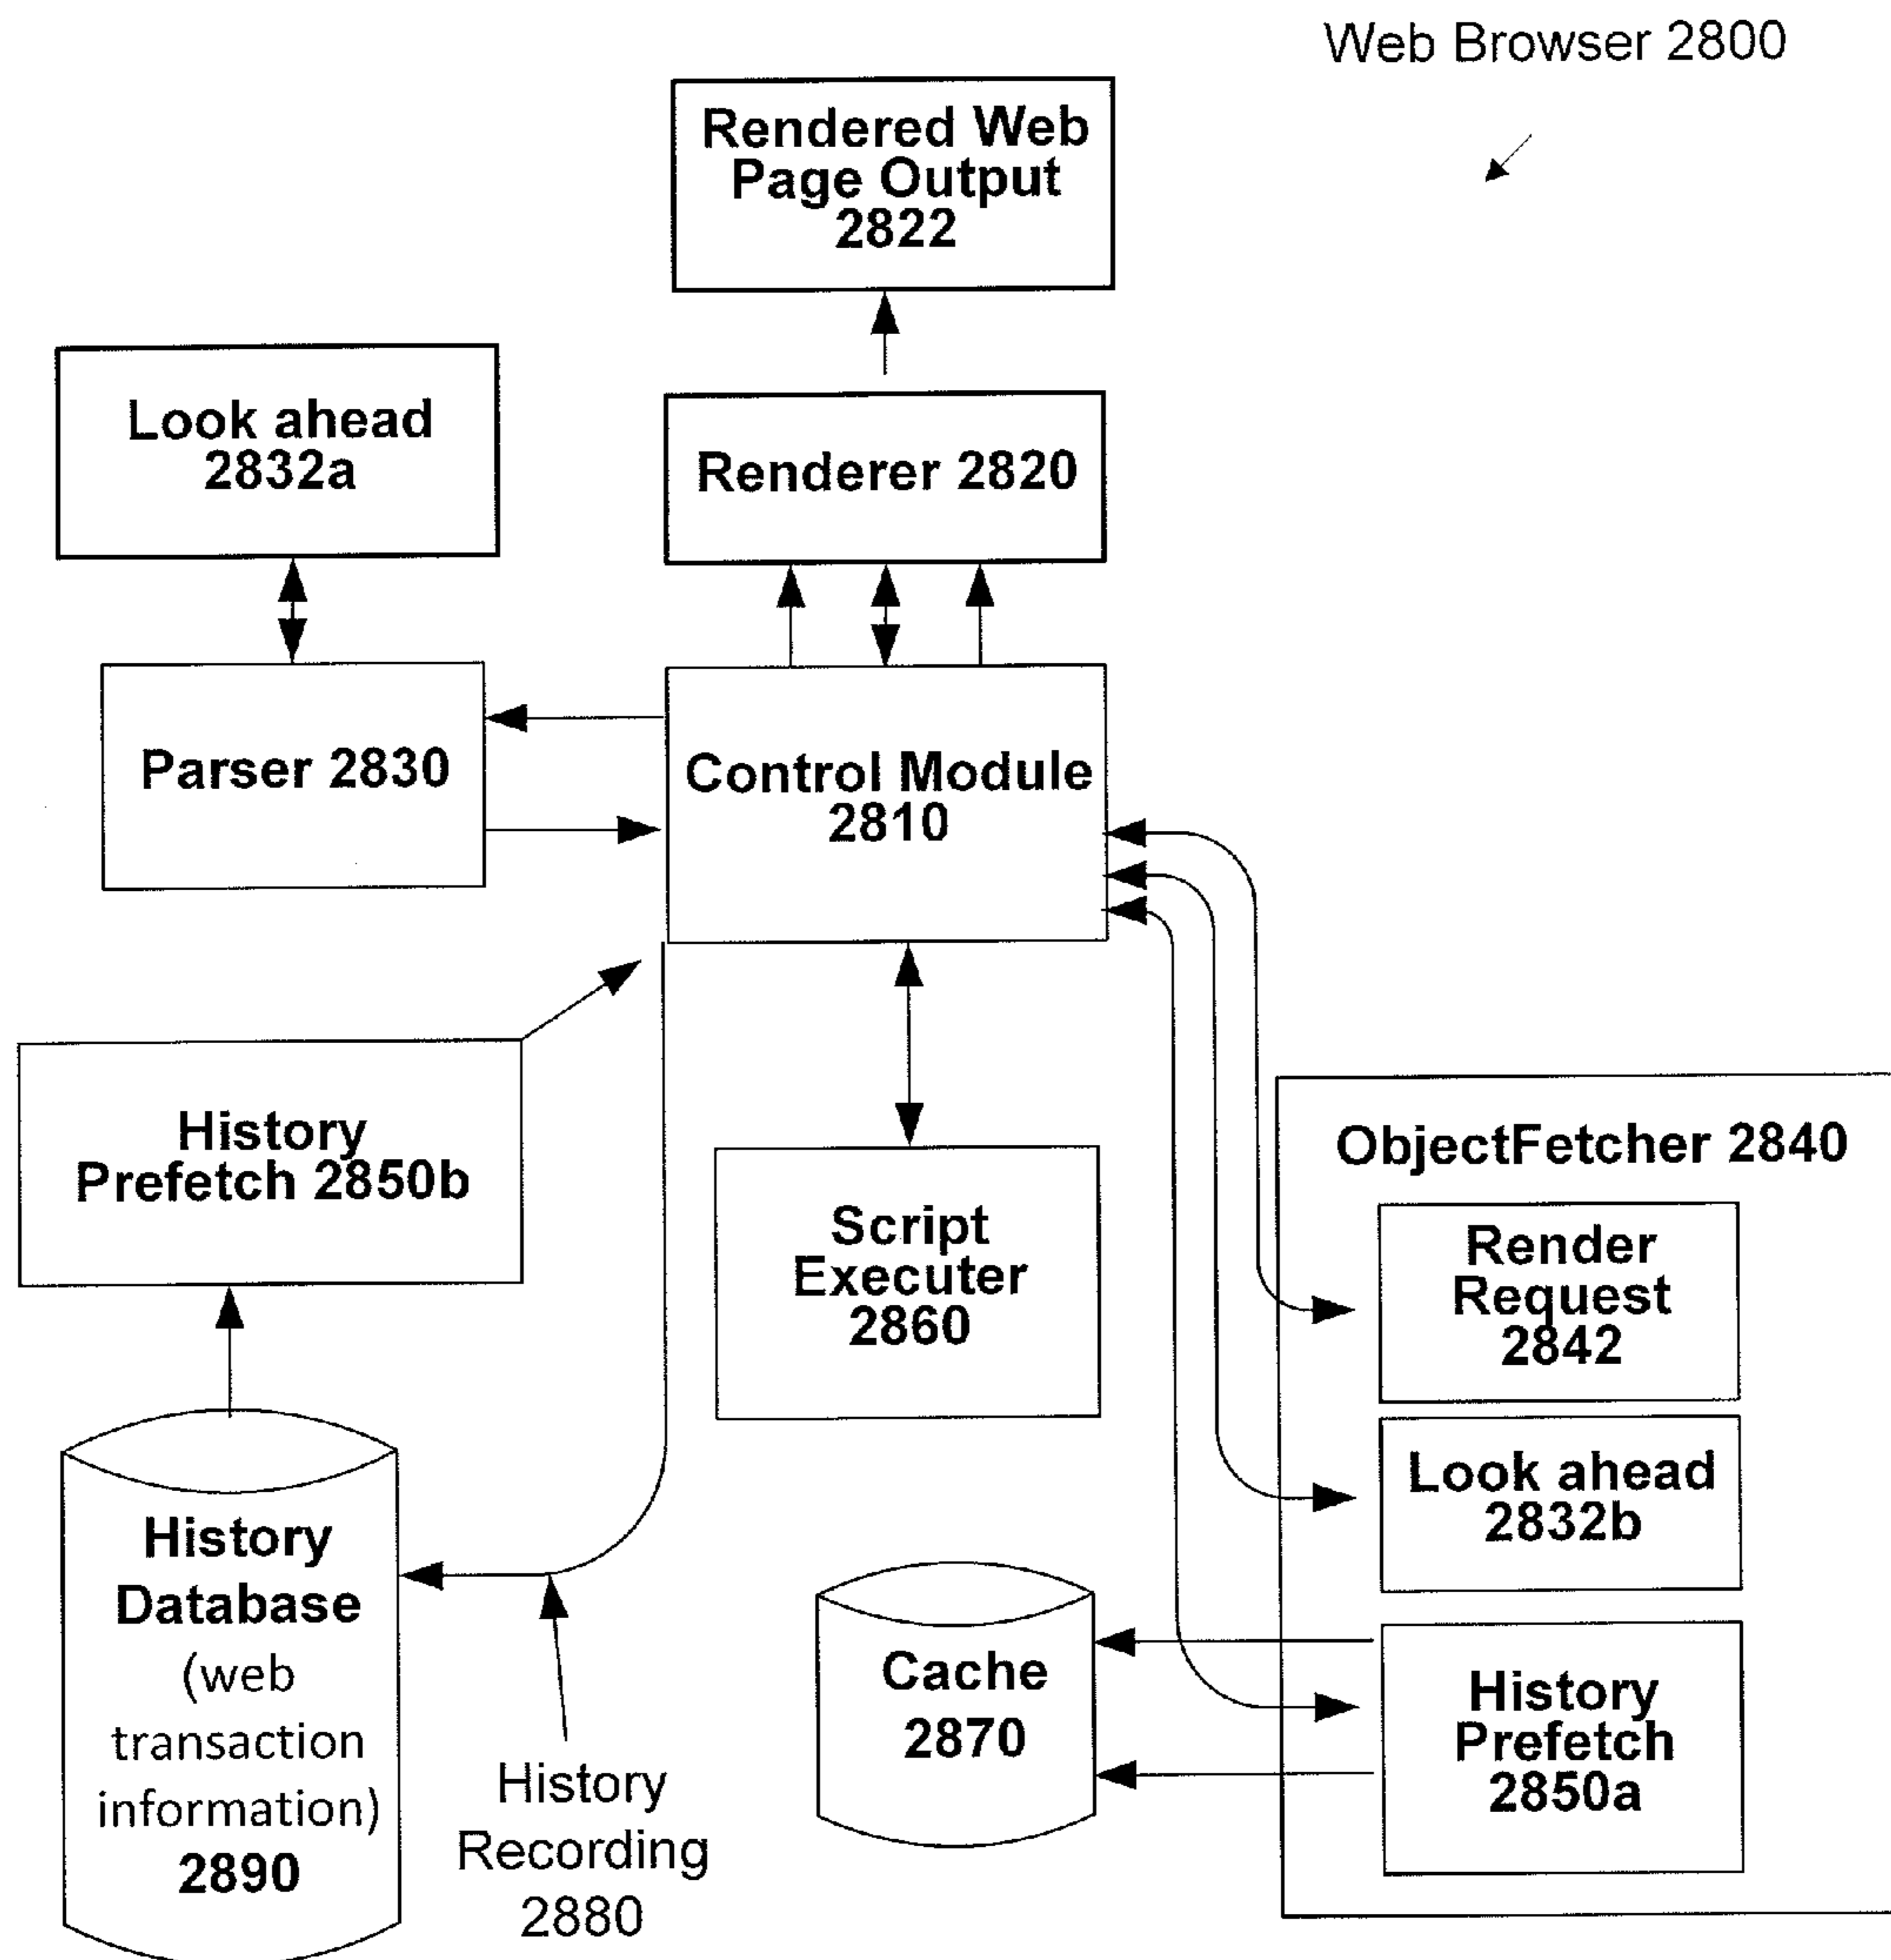 Web Browser 2800
Rendered Web
Page Output
2822
Look ahead
2832a
Renderer 2820
Parser 2830
Control Module
2810
History
Prefetch 2850b
ObjectFetcher 2840
Script
Executer
2860
Render
Request
2842
Look ahead
2832b
History
Database
(web
transaction
information)
2890
History
Recording
2880
Cache
2870
History
Prefetch
2850a